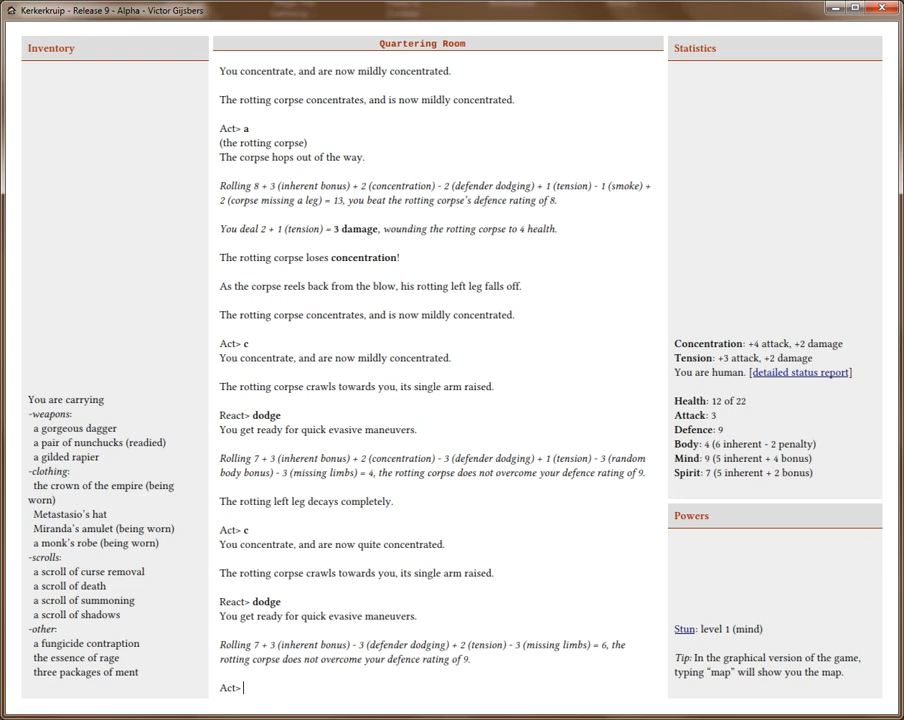 Kerkerkruip - Release 9 - Alpha - Victor Gijsbers
Inventory
You are carrying
-weapons:
a gorgeous dagger
a pair of nunchucks (readied)
a gilded rapier
-clothing:
the crown of the empire (being
worn)
Metastasio's hat
Miranda's amulet (being worn)
a monk's robe (being worn)
-scrolls:
a scroll of curse removal
a scroll of death
a scroll of summoning
a scroll of shadows
-other:
a fungicide contraption
the essence of rage
three packages of ment
Quartering Room
You concentrate, and are now mildly concentrated.
The rotting corpse concentrates, and is now mildly concentrated.
Act> a
(the rotting corpse)
The corpse hops out of the way.
Rolling 8 + 3 (inherent bonus) + 2 (concentration) - 2 (defender dodging) + 1 (tension) - 1 (smoke) +
2 (corpse missing a leg) = 13, you beat the rotting corpse's defence rating of 8.
You deal 2 + 1 (tension) = 3 damage, wounding the rotting corpse to 4 health.
The rotting corpse loses concentration!
As the corpse reels back from the blow, his rotting left leg falls off.
The rotting corpse concentrates, and is now mildly concentrated.
Act> c
You concentrate, and are now mildly concentrated.
The rotting corpse crawls towards you, its single arm raised.
React> dodge
You get ready for quick evasive maneuvers.
Rolling 7 + 3 (inherent bonus) + 2 (concentration) - 3 (defender dodging) + 1 (tension) - 3 (random
body bonus) - 3 (missing limbs) = 4, the rotting corpse does not overcome your defence rating of 9.
The rotting left leg decays completely.
Act> c
You concentrate, and are now quite concentrated.
The rotting corpse crawls towards you, its single arm raised.
React> dodge
You get ready for quick evasive maneuvers.
Rolling 7 + 3 (inherent bonus) - 3 (defender dodging) + 2 (tension) - 3 (missing limbs) = 6, the
rotting corpse does not overcome your defence rating of 9.
Act>
Statistics
Concentration: +4 attack, +2 damage
Tension: +3 attack, +2 damage
You are human. [detailed status report]
Health: 12 of 22
Attack: 3
Defence: 9
Body: 4 (6 inherent - 2 penalty)
Mind: 9 (5 inherent + 4 bonus)
Spirit: 7 (5 inherent + 2 bonus)
Powers
Stun: level 1 (mind)
Tip: In the graphical version of the game,
typing “map” will show you the map.